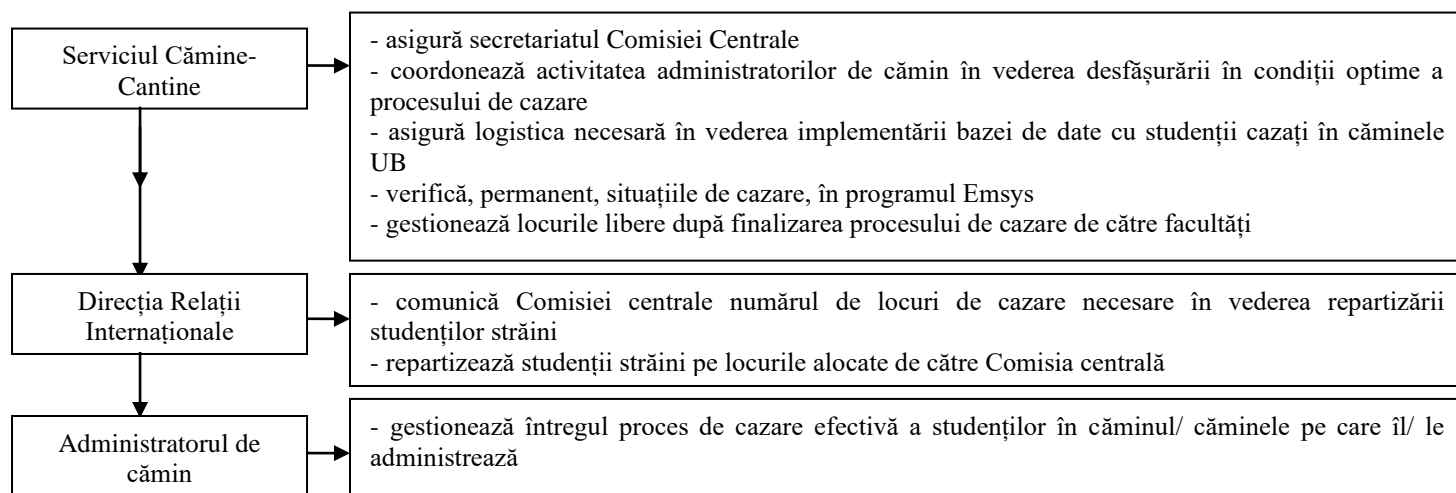 Serviciul Cămine-
Cantine
- asigură secretariatul Comisiei Centrale
- coordonează activitatea administratorilor de cămin în vederea desfășurării în condiții optime a
procesului de cazare
- asigură logistica necesară în vederea implementării bazei de date cu studenții cazați în căminele
UB
- verifică, permanent, situațiile de cazare, în programul Emsys
- gestionează locurile libere după finalizarea procesului de cazare de către facultăți
Direcția Relații
Internaționale
- comunică Comisiei centrale numărul de locuri de cazare necesare în vederea repartizării
studenților străini
- repartizează studenții străini pe locurile alocate de către Comisia centrală
Administratorul de
cămin
- gestionează întregul proces de cazare efectivă a studenților în căminul/ căminele pe care îl/ le
administrează